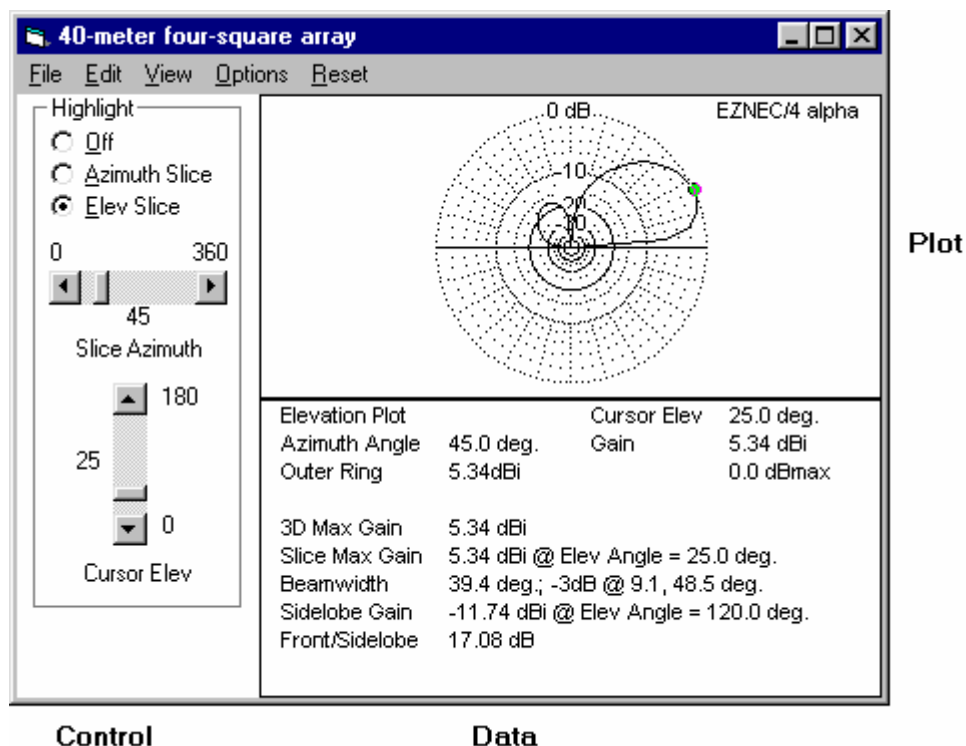 40-meter four-square array
File Edit View Options Reset
Highlight
Off
Azimuth Slice
Elev Slice
0 360
45
Slice Azimuth
180
25
0
Cursor Elev
0 dB
EZNEC/4 alpha
-10
-20
-30
Elevation Plot Cursor Elev 25.0 deg.
Azimuth Angle 45.0 deg. Gain 5.34 dBi
Outer Ring 5.34dBi 0.0 dBmax
3D Max Gain 5.34 dBi
Slice Max Gain 5.34 dBi @ Elev Angle = 25.0 deg.
Beamwidth 39.4 deg.; -3dB @ 9.1, 48.5 deg.
Sidelobe Gain -11.74 dBi @ Elev Angle = 120.0 deg.
Front/Sidelobe 17.08 dB
Plot
Control Data